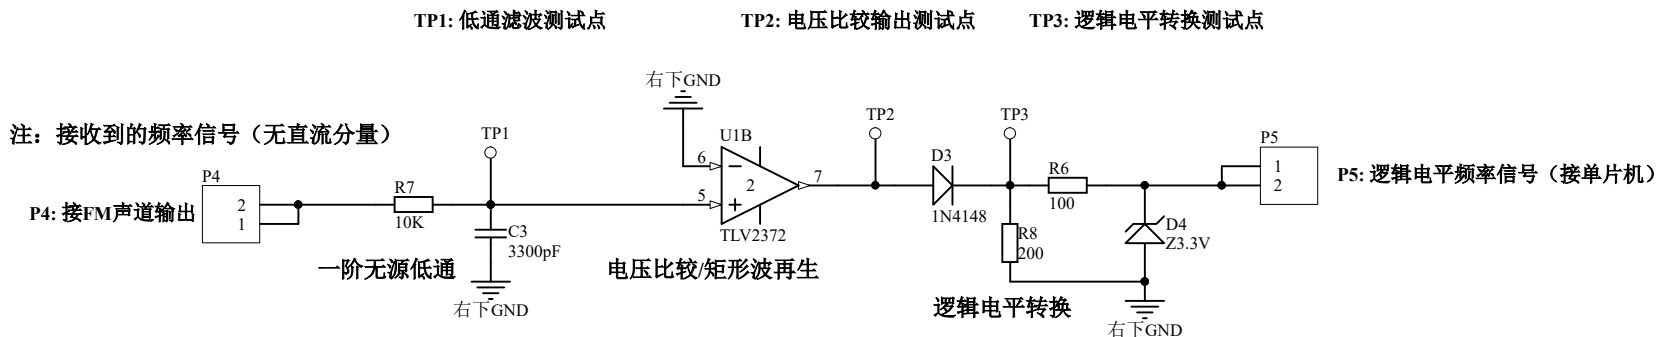 TP1: 低通滤波测试点
TP2: 电压比较输出测试点
TP3: 逻辑电平转换测试点
右下GND
注：接收到的频率信号（无直流分量）
TP1
TP2
TP3
P4
P4: 接FM声道输出
2
1
R7
10K
C3
3300pF
一阶无源低通
右下GND
U1B
6
5
2
7
TLV2372
电压比较/矩形波再生
D3
1N4148
R8
200
R6
100
逻辑电平转换
D4
Z3.3V
右下GND
P5
1
2
P5: 逻辑电平频率信号（接单片机）